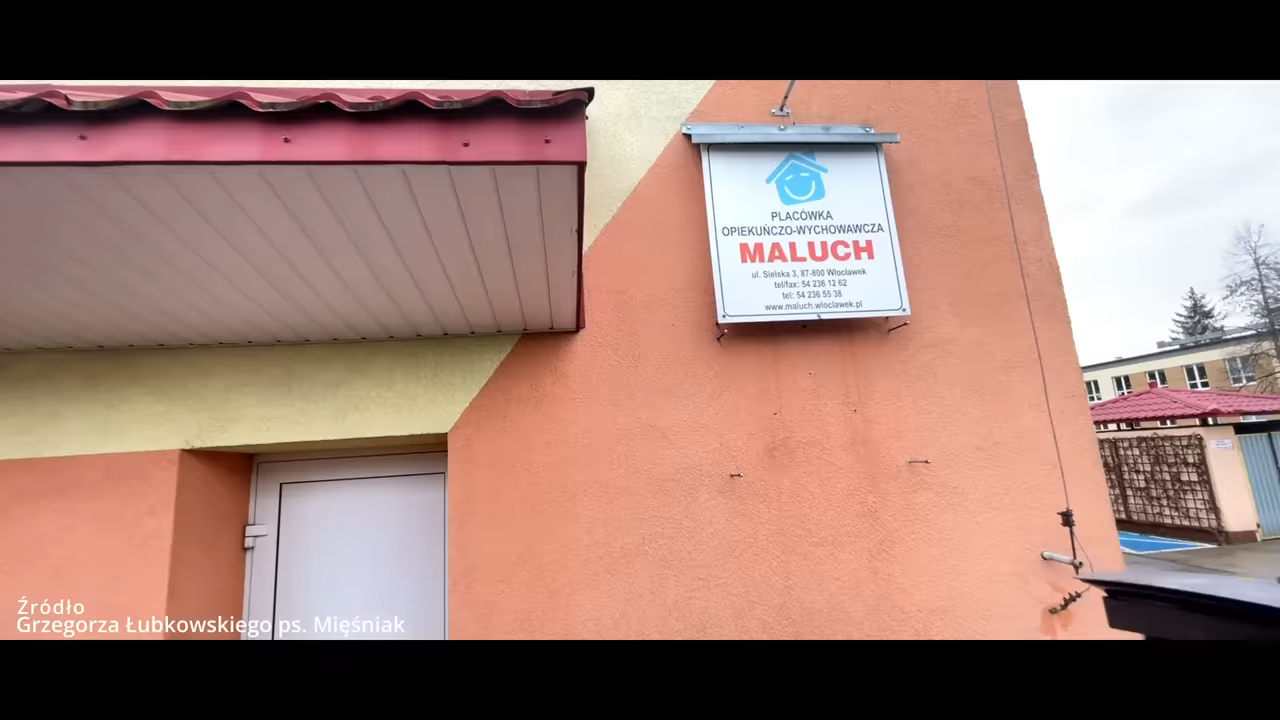 PLACÓWKA
OPIEKUŃCZO-WYCHOWAWCZA
MALUCH
ul. Sielska 3, 87-800 Włocławek
tel/fax: 54 236 12 62
tel: 54 236 55 38
www.maluch.wloclawek.pl
Źródło
Grzegorza Łubkowskiego ps. Mięśniak